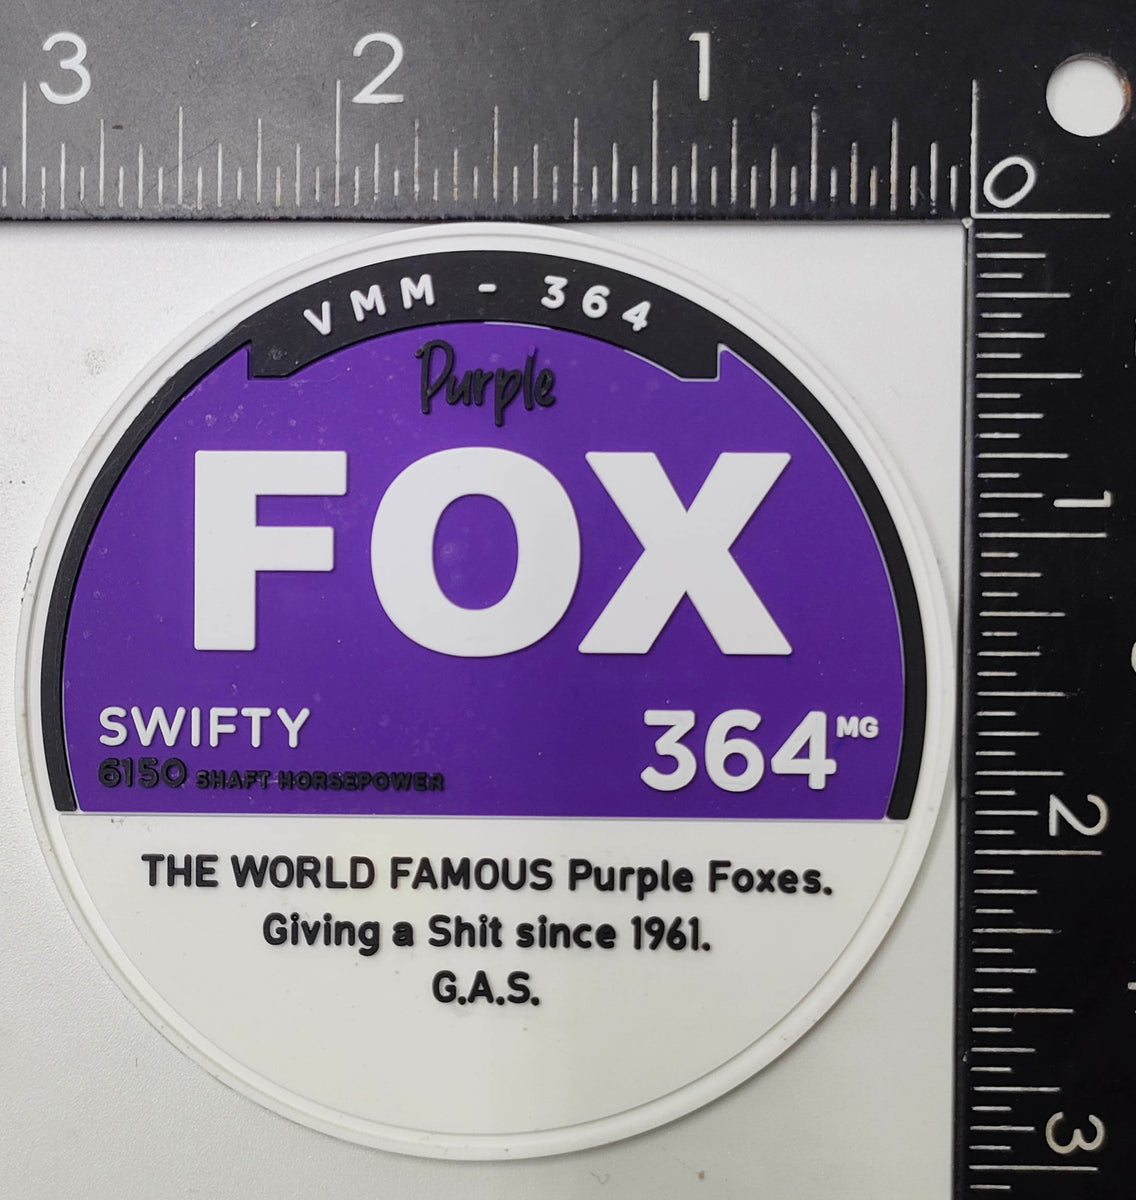 3 2 1
0
VMM - 364
Purple
FOX
SWIFTY
364MG
6150 SHAFT HORSEPOWER
THE WORLD FAMOUS Purple Foxes.
Giving a Shit since 1961.
G.A.S.
1
2
3